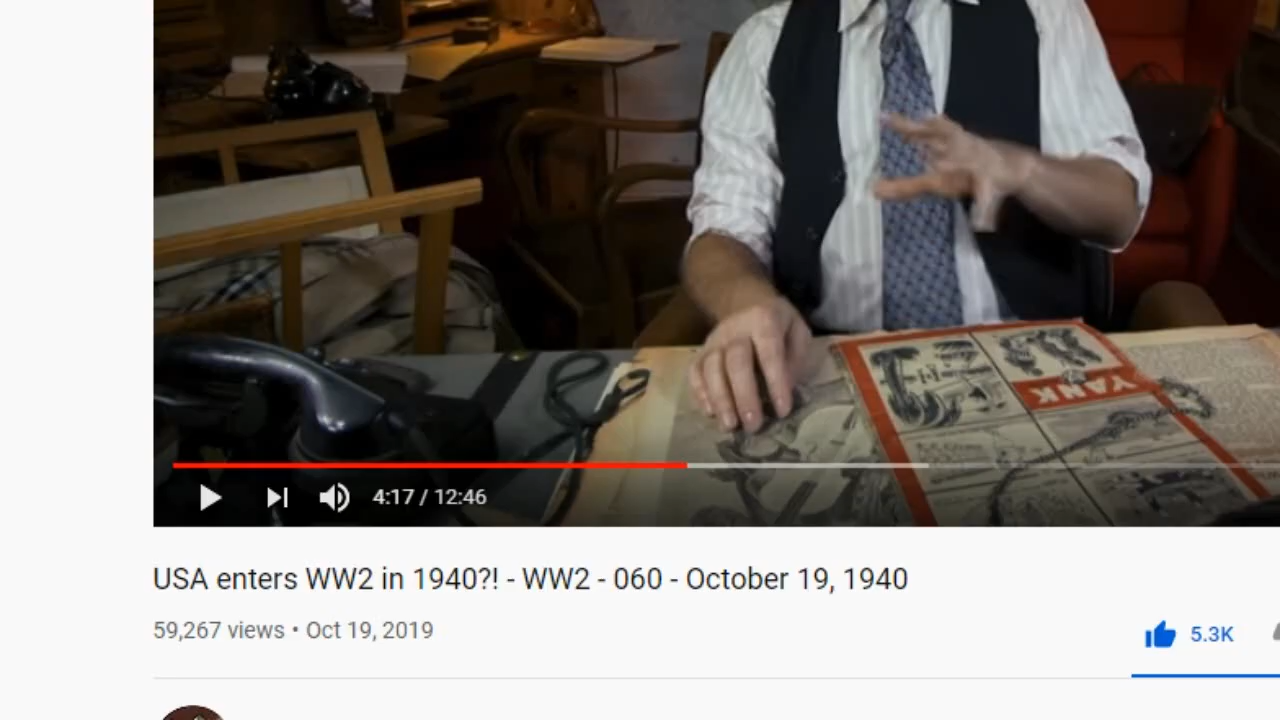 YANK
4:17 / 12:46
USA enters WW2 in 1940?! - WW2 - 060 - October 19, 1940
59,267 views • Oct 19, 2019
5.3K